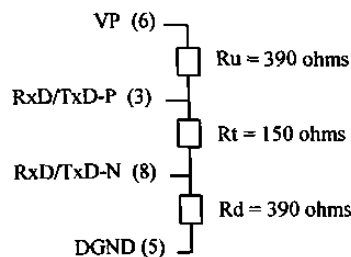 VP (6)
Ru = 390 ohms
RxD/TxD-P (3)
Rt = 150 ohms
RxD/TxD-N (8)
Rd = 390 ohms
DGND (5)